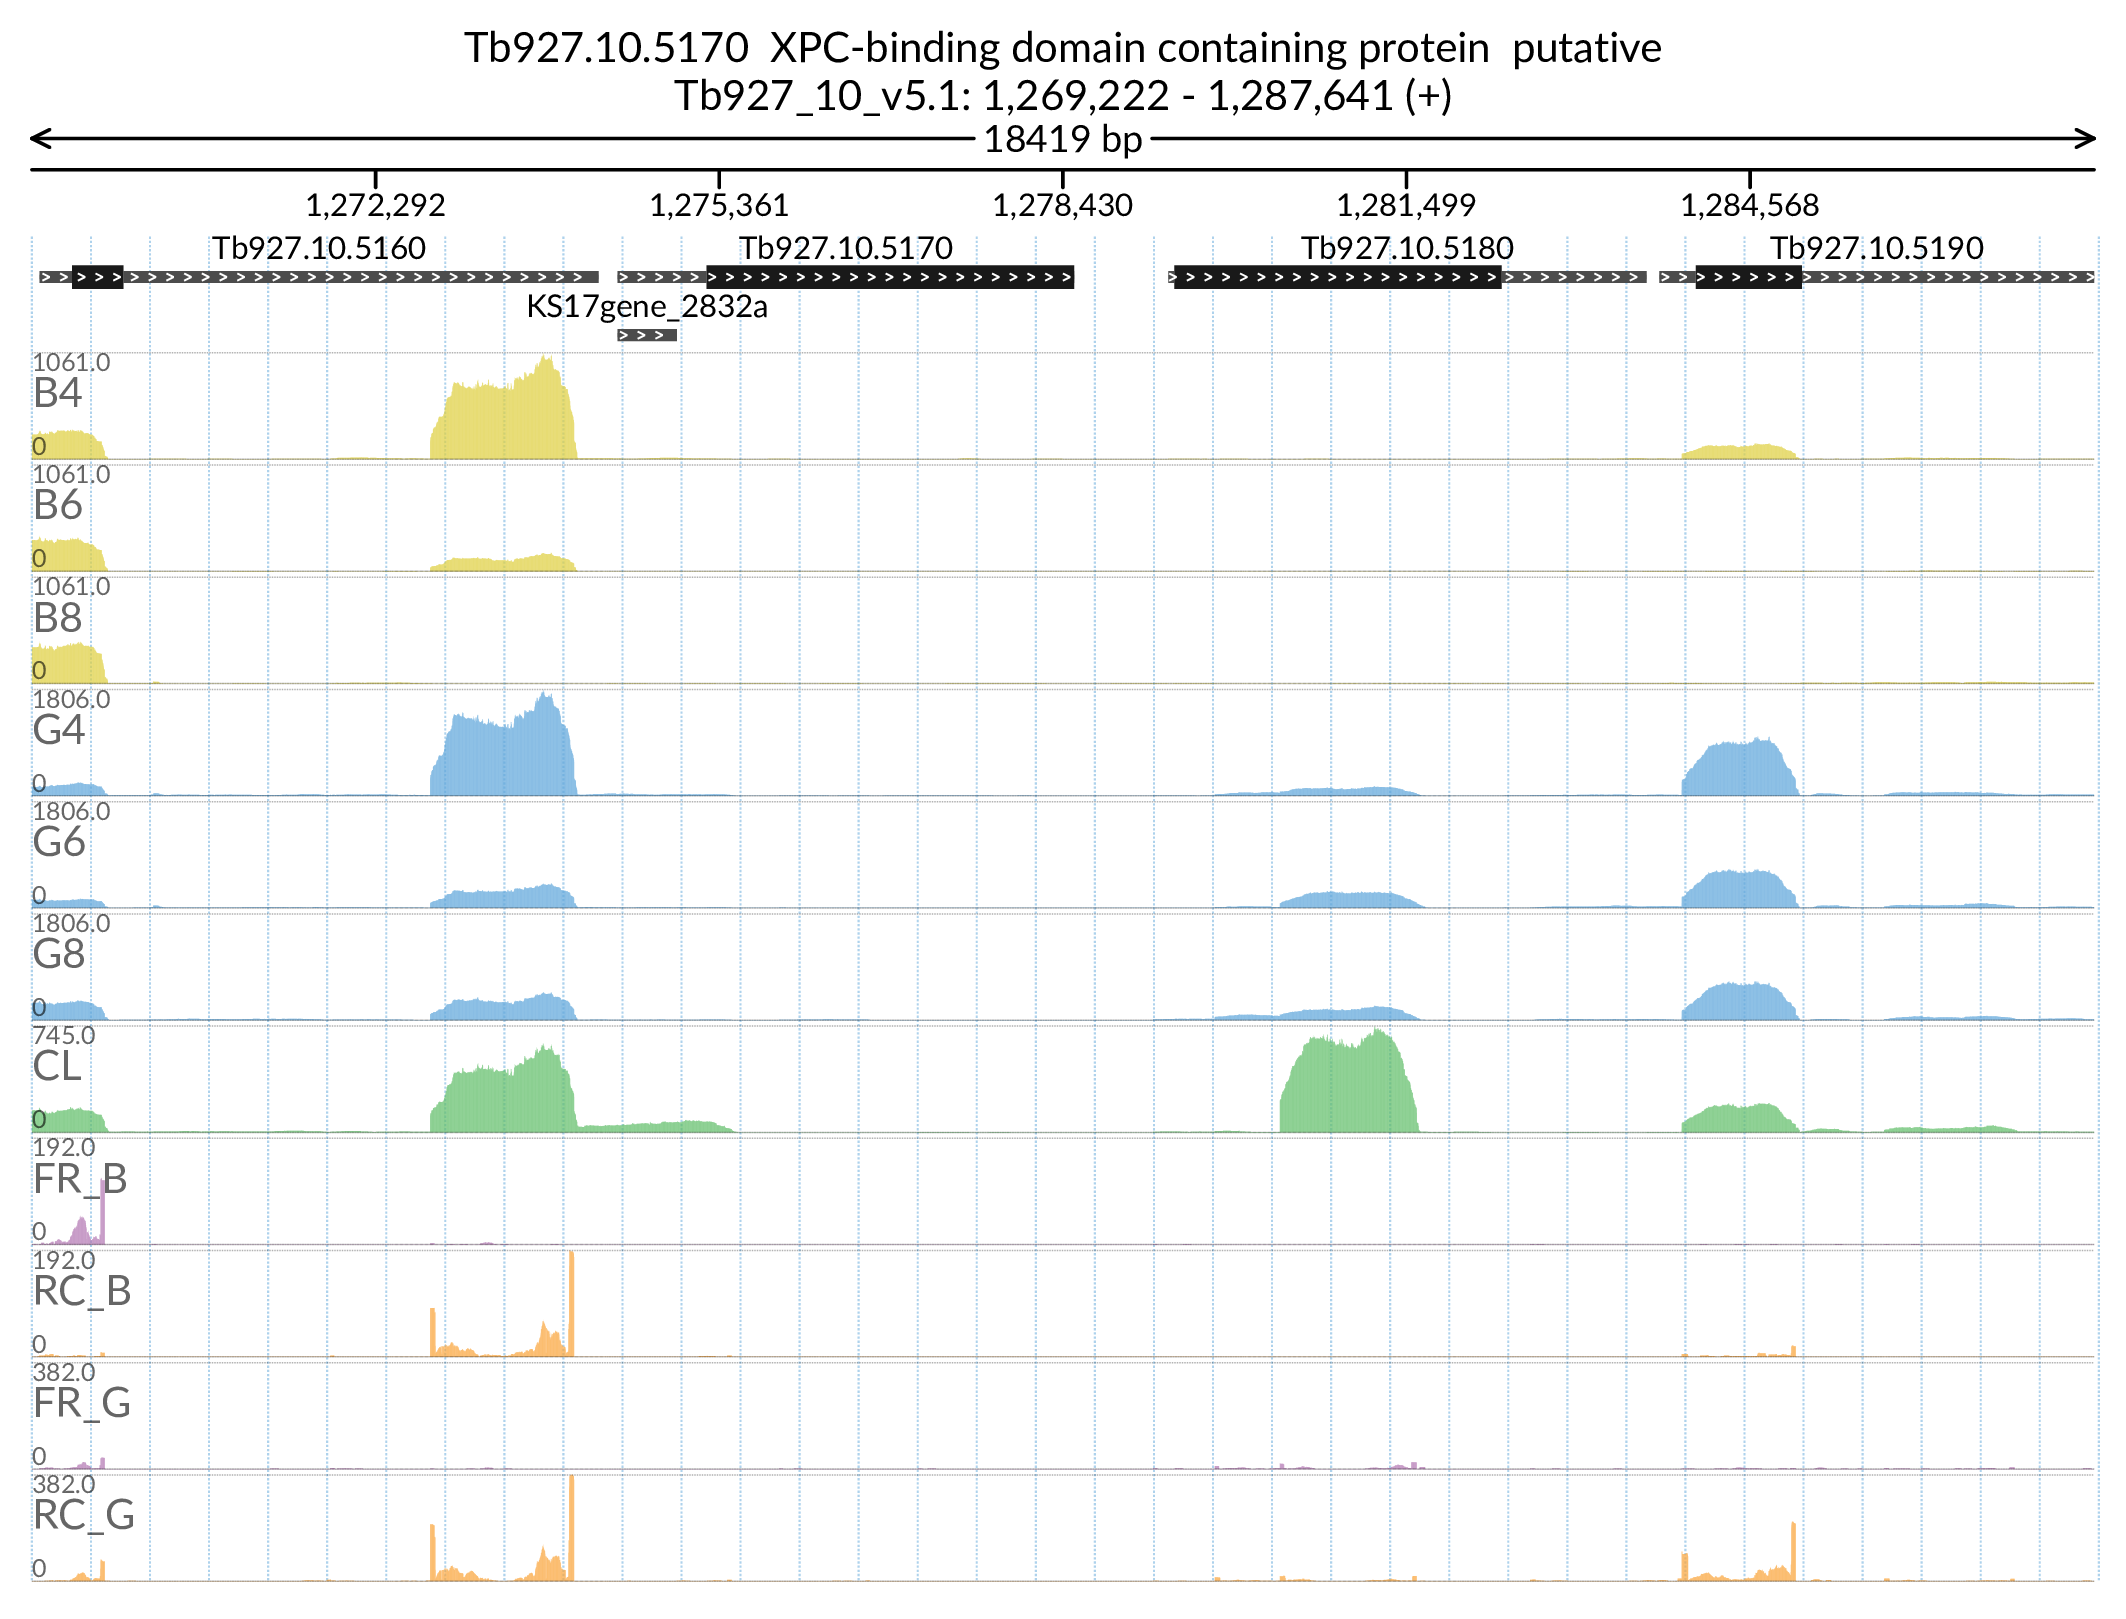 Tb927.10.5170  XPC-binding domain containing protein  putative
Tb927_10_v5.1: 1,269,222 - 1,287,641 (+)
18419 bp
1,272,292 1,275,361 1,278,430 1,281,499 1,284,568
Tb927.10.5160 Tb927.10.5170 Tb927.10.5180 Tb927.10.5190
KS17gene_2832a
1061.0
B4
0
1061.0
B6
0
1061.0
B8
0
1806.0
G4
0
1806.0
G6
0
1806.0
G8
0
745.0
CL
0
192.0
FR_B
0
192.0
RC_B
0
382.0
FR_G
0
382.0
RC_G
0